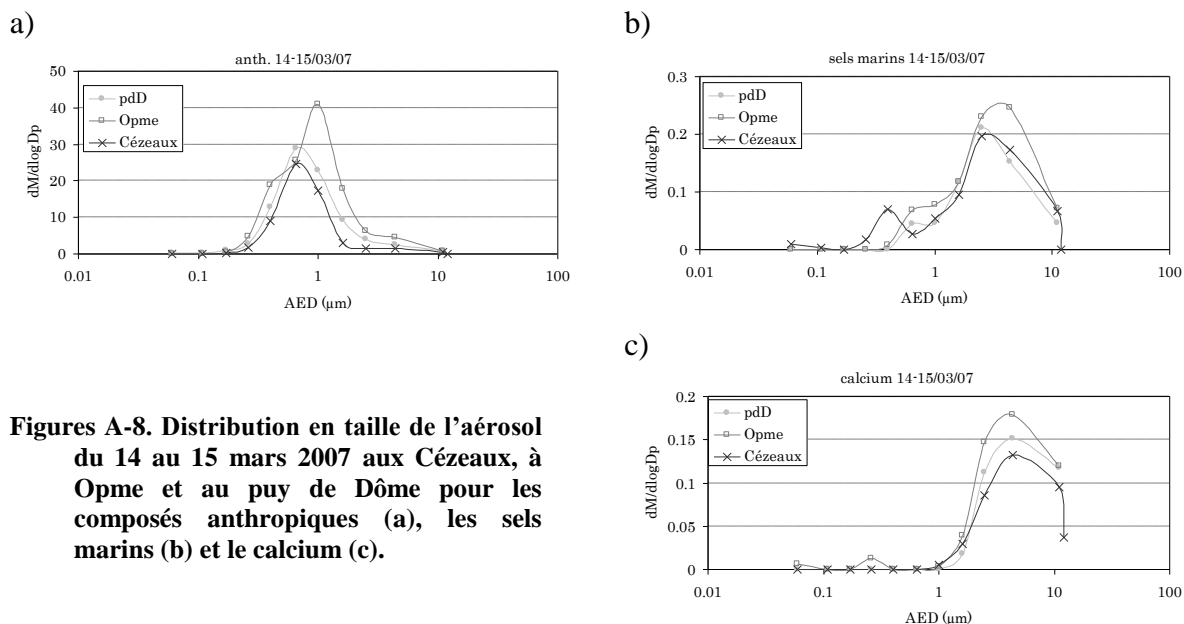 a)
anth. 14-15/03/07
50
40
30
20
10
0
dM/dlogDp
pdD
Opme
Cézeaux
0.01
0.1
1
10
100
AED (µm)
b)
sels marins 14-15/03/07
0.3
0.2
0.1
0
dM/dlogDp
pdD
Opme
Cézeaux
0.01
0.1
1
10
100
AED (µm)
c)
calcium 14-15/03/07
0.2
0.15
0.1
0.05
0
dM/dlogDp
pdD
Opme
Cézeaux
0.01
0.1
1
10
100
AED (µm)
Figures A-8. Distribution en taille de l’aérosol
du 14 au 15 mars 2007 aux Cézeaux, à
Opme et au puy de Dôme pour les
composés anthropiques (a), les sels
marins (b) et le calcium (c).